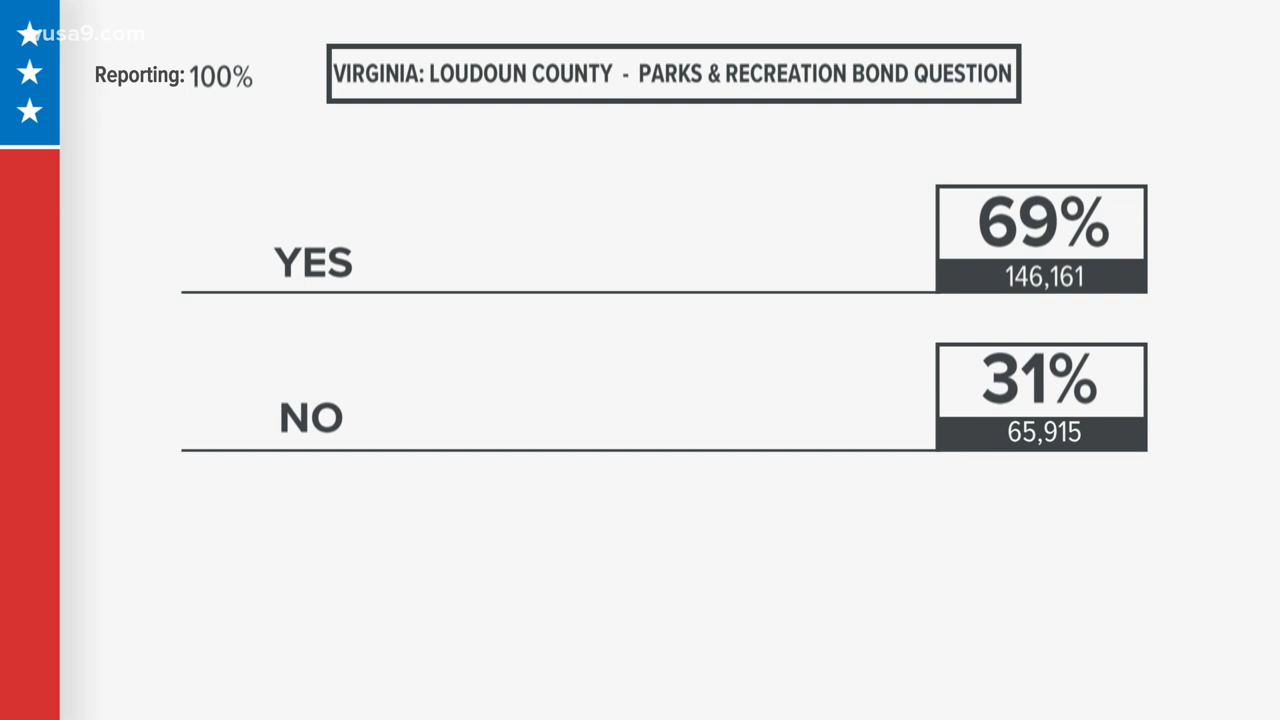 wusa9.com
Reporting: 100%
VIRGINIA: LOUDOUN COUNTY - PARKS & RECREATION BOND QUESTION
YES
69%
146,161
NO
31%
65,915